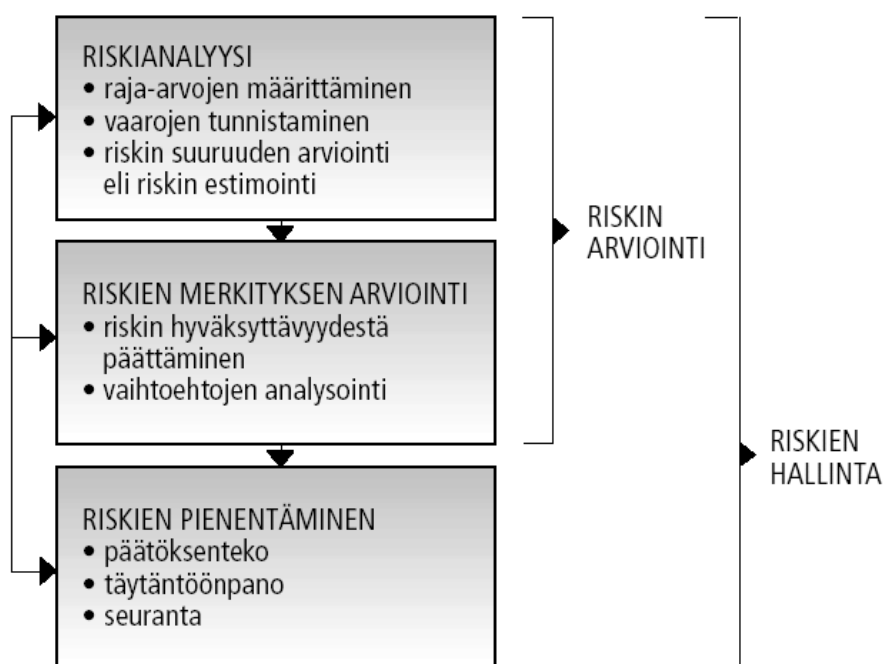 RISKIANALYYSI
• raja-arvojen määrittäminen
• vaarojen tunnistaminen
• riskin suuruuden arviointi
eli riskin estimointi
RISKIEN MERKITYKSEN ARVIOINTI
• riskin hyväksyttävyydestä
päättäminen
• vaihtoehtojen analysointi
RISKIEN PIENENTÄMINEN
• päätöksenteko
• täytäntöönpano
• seuranta
RISKIN
ARVIOINTI
RISKIEN
HALLINTA